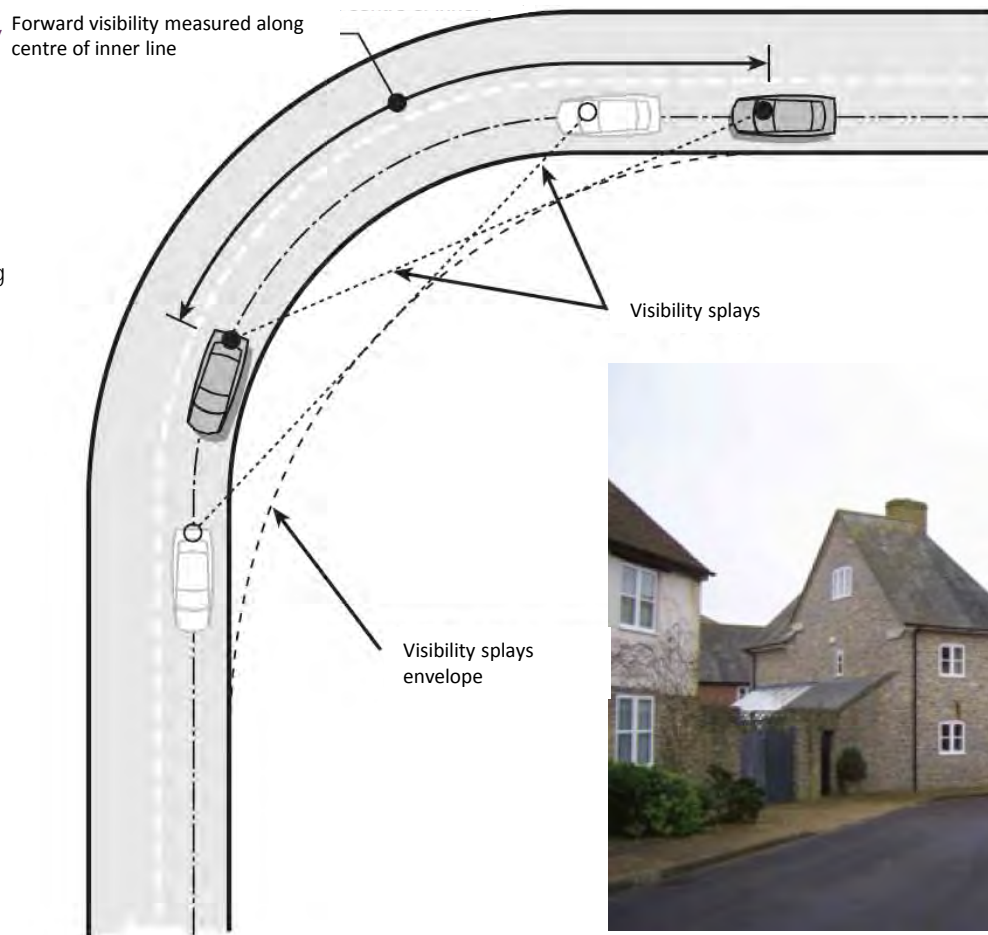 Forward visibility measured along
centre of inner line
Visibility splays
Visibility splays
envelope